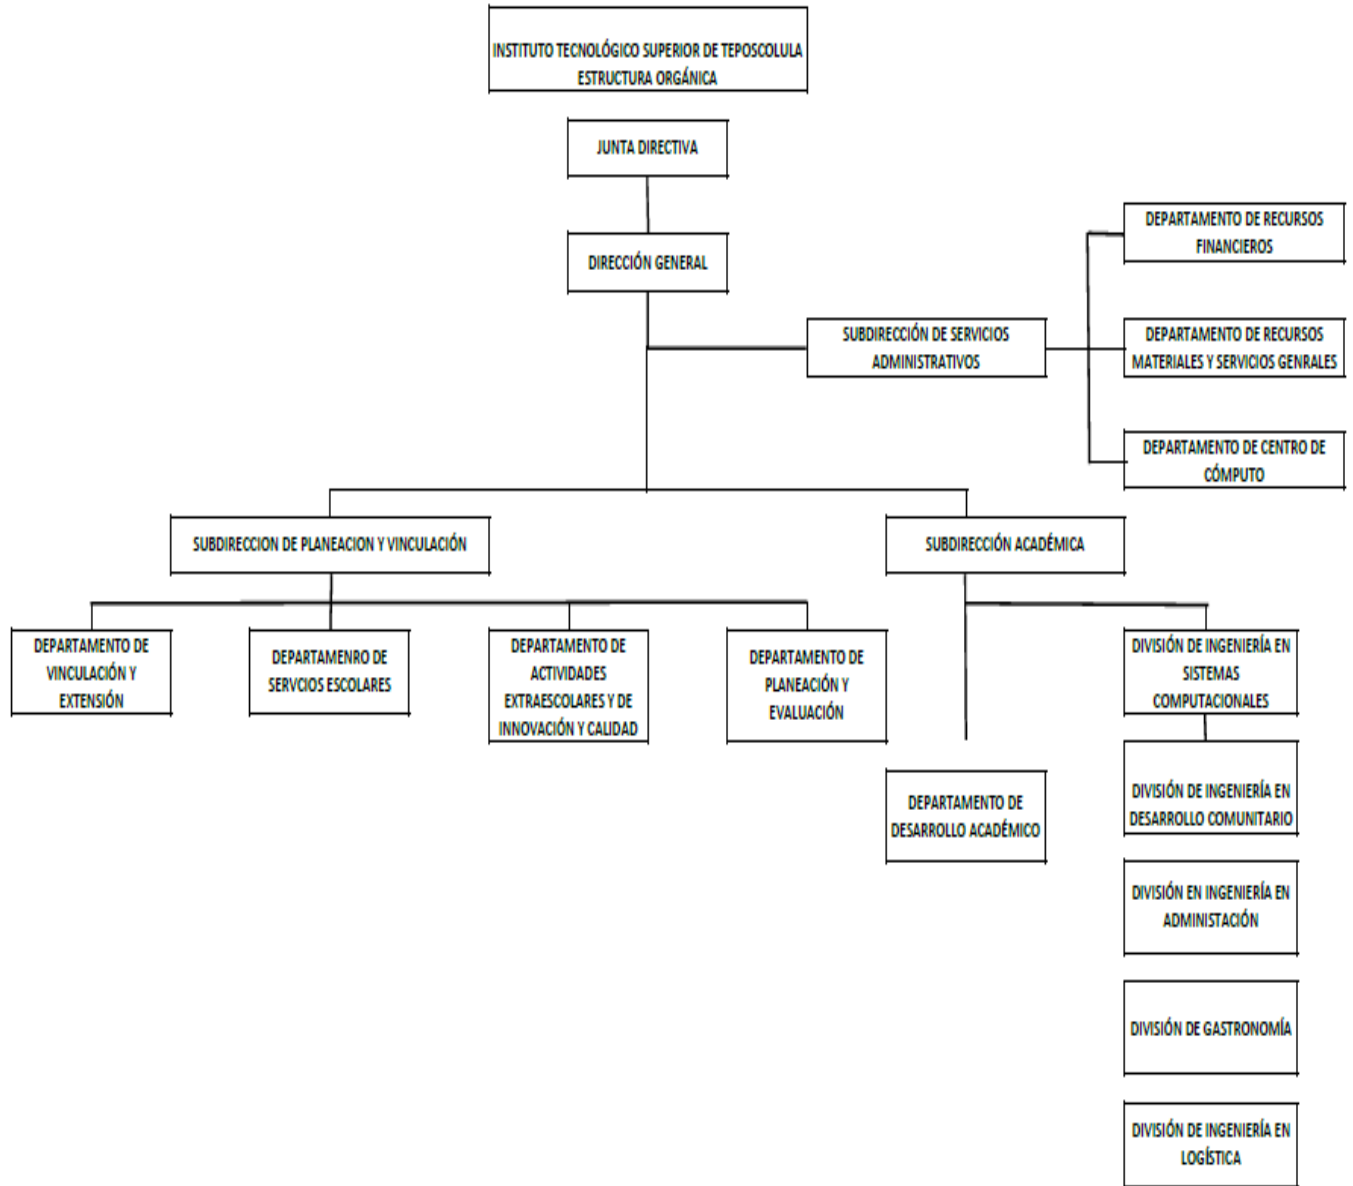 INSTITUTO TECNOLÓGICO SUPERIOR DE TEPOSCOLULA
ESTRUCTURA ORGÁNICA
JUNTA DIRECTIVA
DIRECCIÓN GENERAL
DEPARTAMENTO DE RECURSOS
FINANCIEROS
SUBDIRECCIÓN DE SERVICIOS
ADMINISTRATIVOS
DEPARTAMENTO DE RECURSOS
MATERIALES Y SERVICIOS GENRALES
DEPARTAMENTO DE CENTRO DE
CÓMPUTO
SUBDIRECCION DE PLANEACION Y VINCULACIÓN
SUBDIRECCIÓN ACADÉMICA
DEPARTAMENTO DE
VINCULACIÓN Y
EXTENSIÓN
DEPARTAMENRO DE
SERVCIOS ESCOLARES
DEPARTAMENTO DE
ACTIVIDADES
EXTRAESCOLARES Y DE
INNOVACIÓN Y CALIDAD
DEPARTAMENTO DE
PLANEACIÓN Y
EVALUACIÓN
DIVISIÓN DE INGENIERÍA EN
SISTEMAS
COMPUTACIONALES
DEPARTAMENTO DE
DESARROLLO ACADÉMICO
DIVISIÓN DE INGENIERÍA EN
DESARROLLO COMUNITARIO
DIVISIÓN EN INGENIERÍA EN
ADMINISTACIÓN
DIVISIÓN DE GASTRONOMÍA
DIVISIÓN DE INGENIERÍA EN
LOGÍSTICA